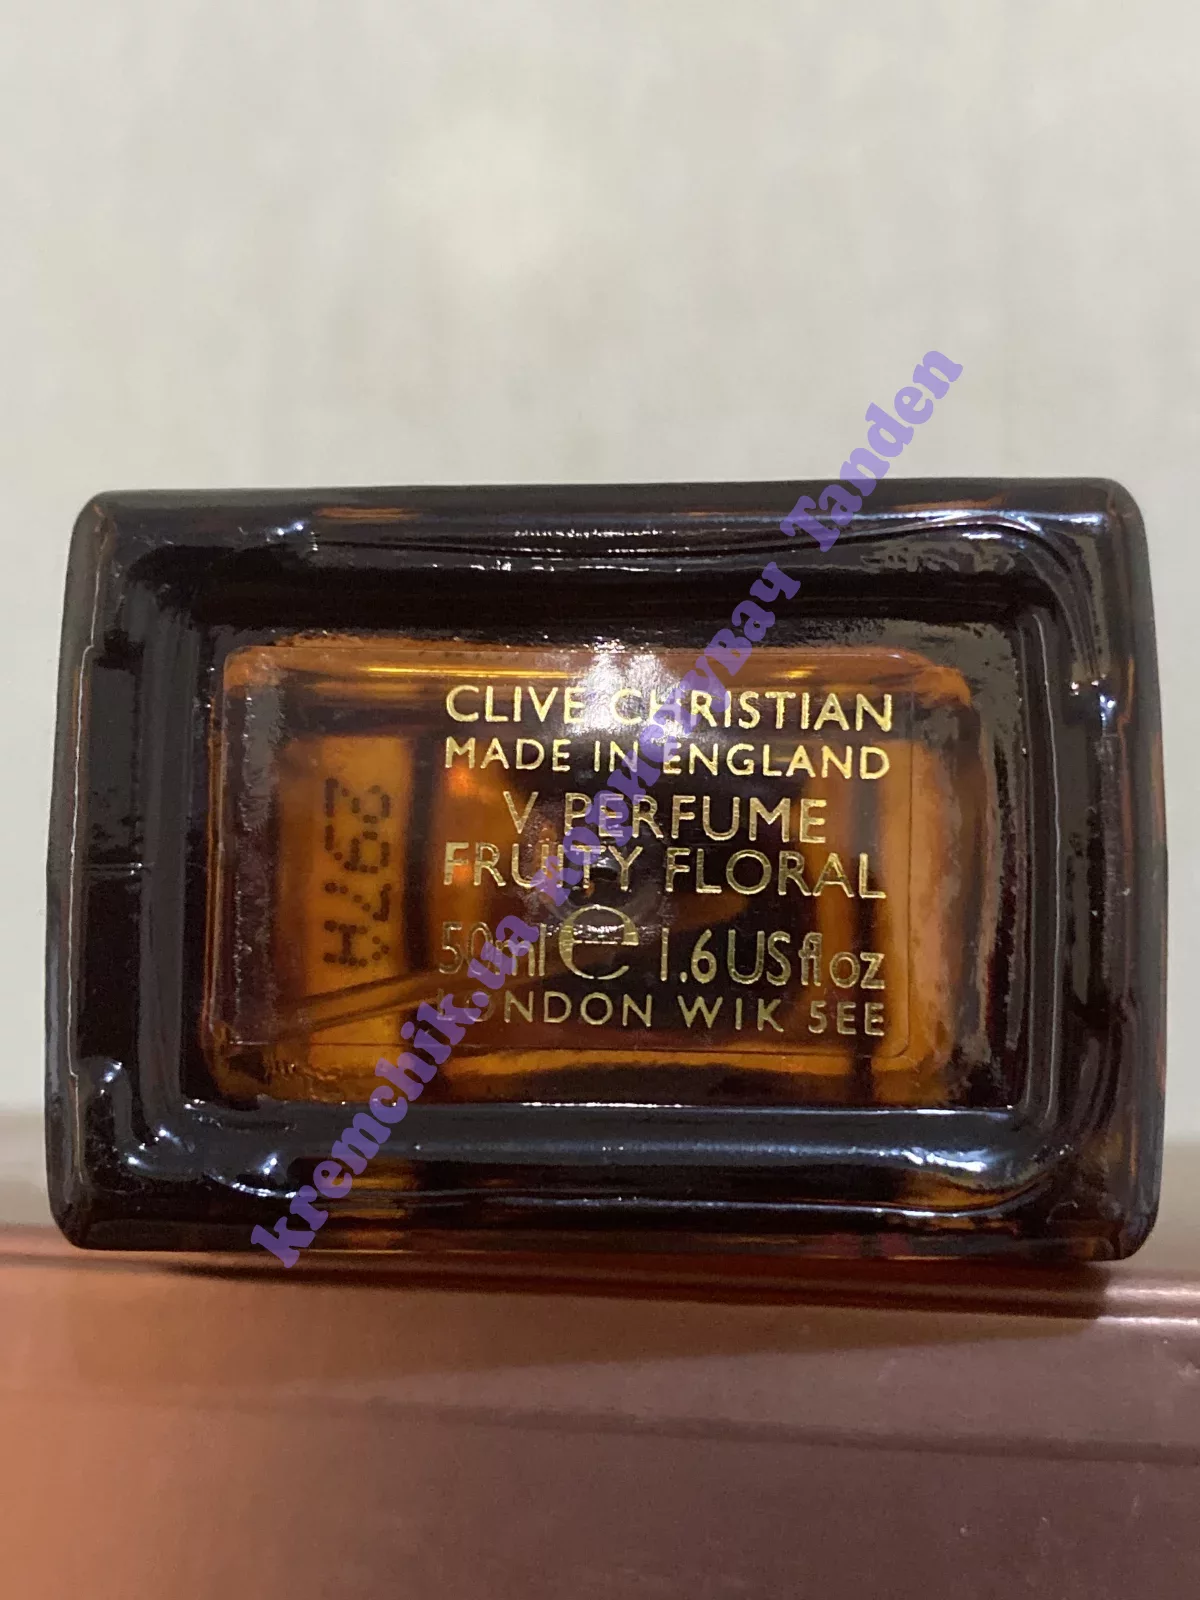 CLIVE CHRISTIAN
MADE IN ENGLAND
V PERFUME
FRUITY FLORAL
50ml e 1.6 US fl oz
LONDON W1K 5EE
kremchik.ua
Tanden